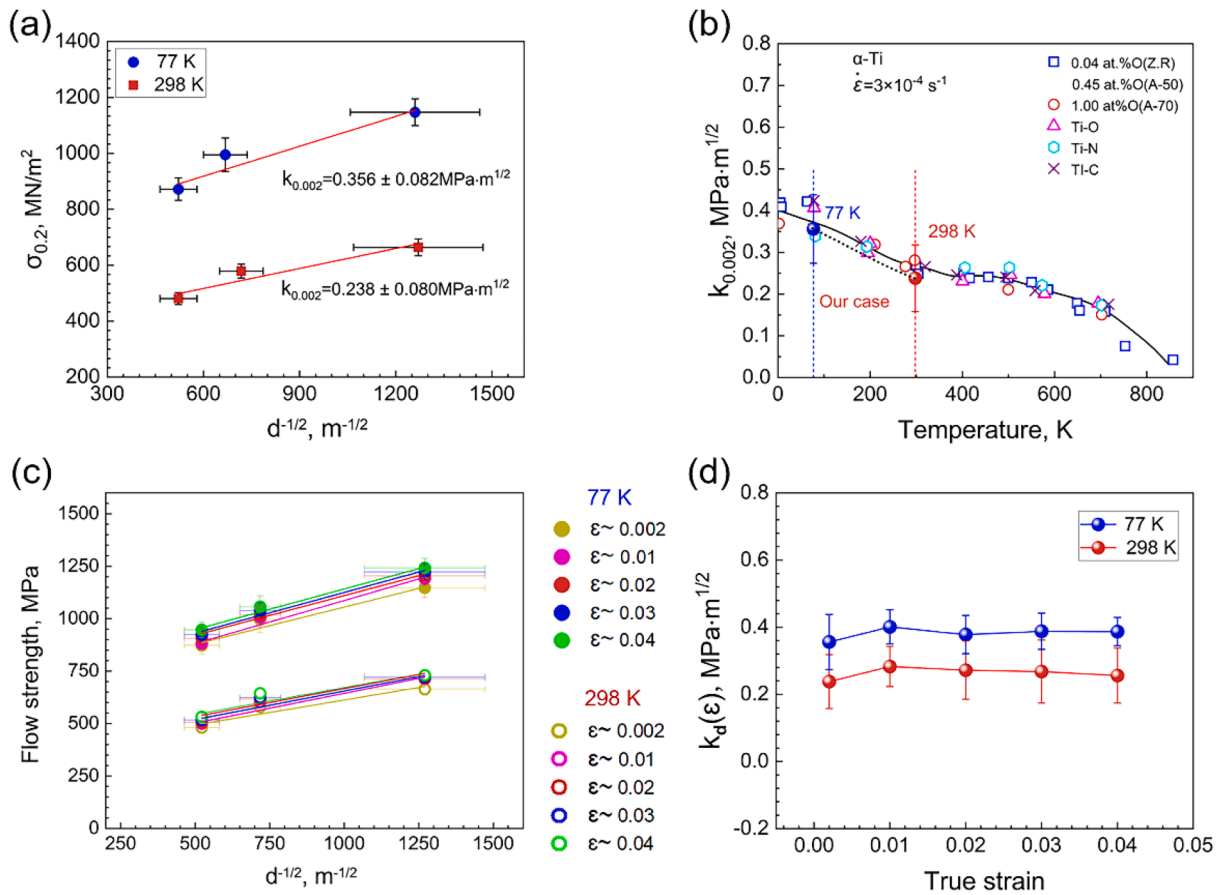 (a)
1400
1200
1000
800
600
400
200
300
600
900
1200
1500
σ0.2, MN/m²
d-1/2, m-1/2
77 K
298 K
k0.002=0.356 ± 0.082MPa·m1/2
k0.002=0.238 ± 0.080MPa·m1/2
(b)
0.8
0.7
0.6
0.5
0.4
0.3
0.2
0.1
0.0
0
200
400
600
800
k0.002, MPa·m1/2
Temperature, K
α-Ti
ε̇=3×10-4 s-1
0.04 at.%O(Z.R)
0.45 at.%O(A-50)
1.00 at%O(A-70)
Ti-O
Ti-N
TI-C
77 K
298 K
Our case
(c)
1500
1250
1000
750
500
250
0
250
500
750
1000
1250
1500
Flow strength, MPa
d-1/2, m-1/2
77 K
ε~ 0.002
ε~ 0.01
ε~ 0.02
ε~ 0.03
ε~ 0.04
298 K
ε~ 0.002
ε~ 0.01
ε~ 0.02
ε~ 0.03
ε~ 0.04
(d)
0.8
0.6
0.4
0.2
0.0
-0.2
0.00
0.01
0.02
0.03
0.04
0.05
kd(ε), MPa·m1/2
True strain
77 K
298 K